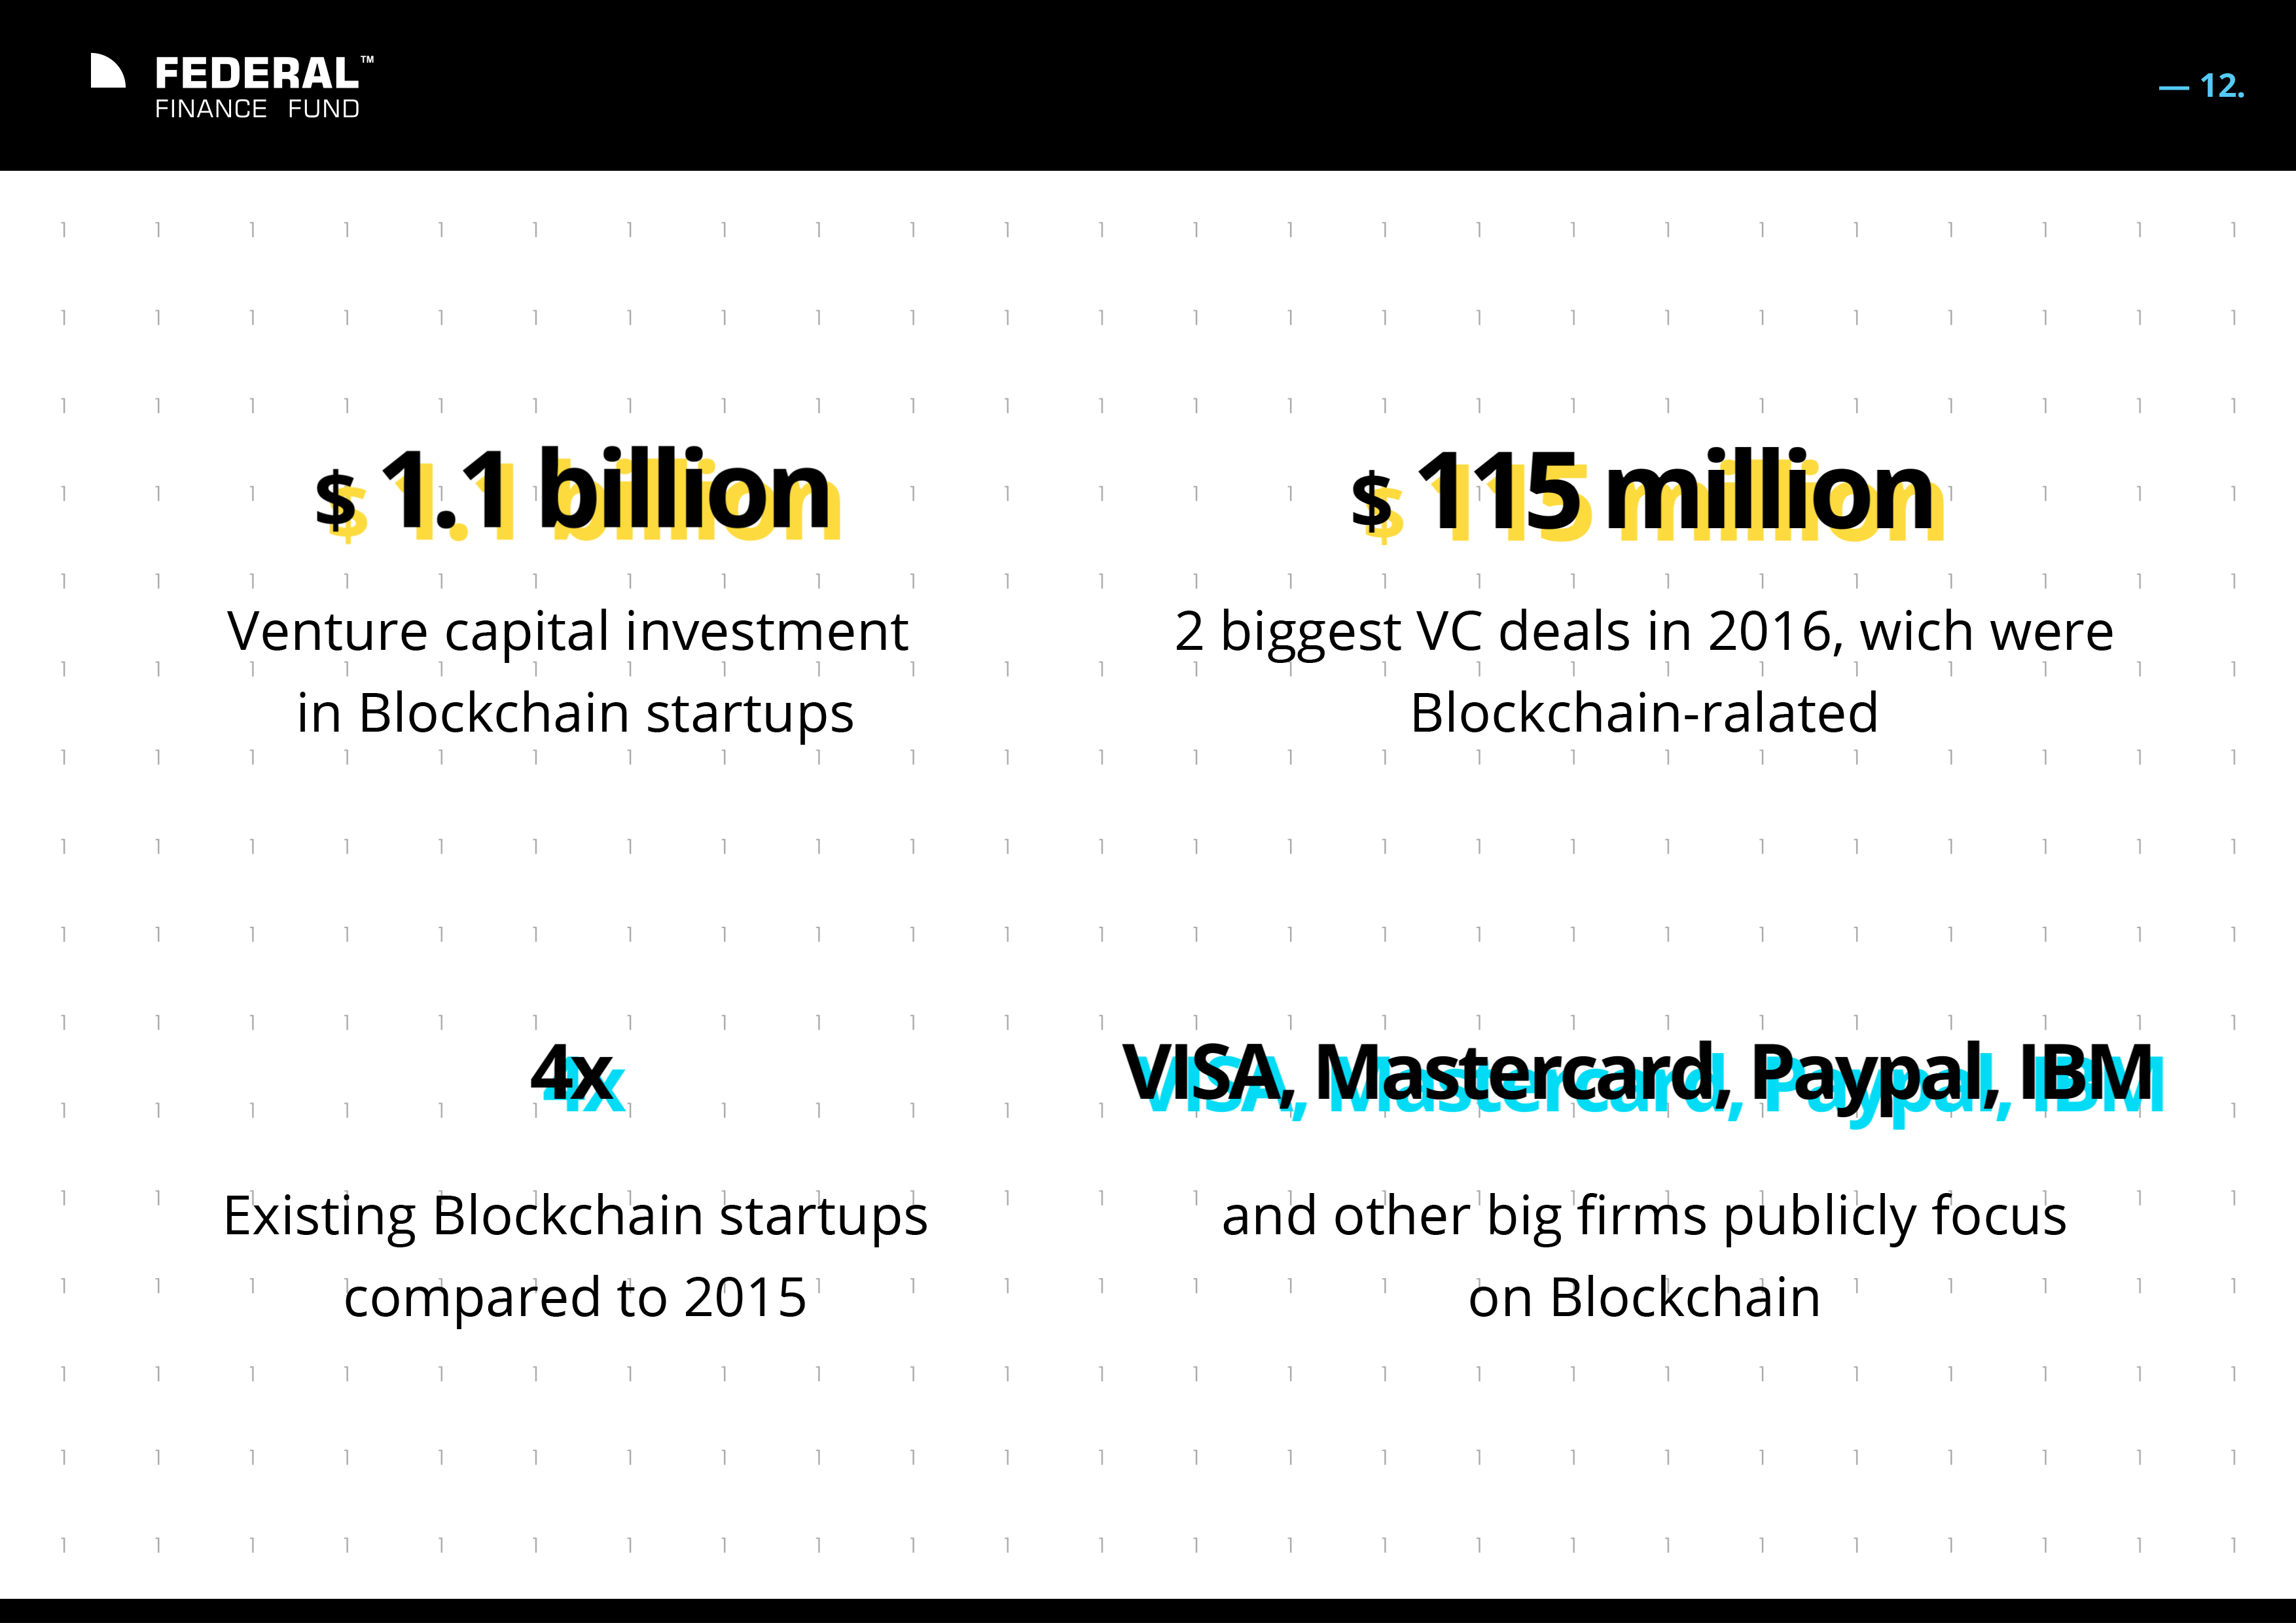 FEDERAL™
FINANCE FUND
— 12.
$ 1.1 billion
Venture capital investment
in Blockchain startups
$ 115 million
2 biggest VC deals in 2016, wich were
Blockchain-ralated
4x
Existing Blockchain startups
compared to 2015
VISA, Mastercard, Paypal, IBM
and other big firms publicly focus
on Blockchain